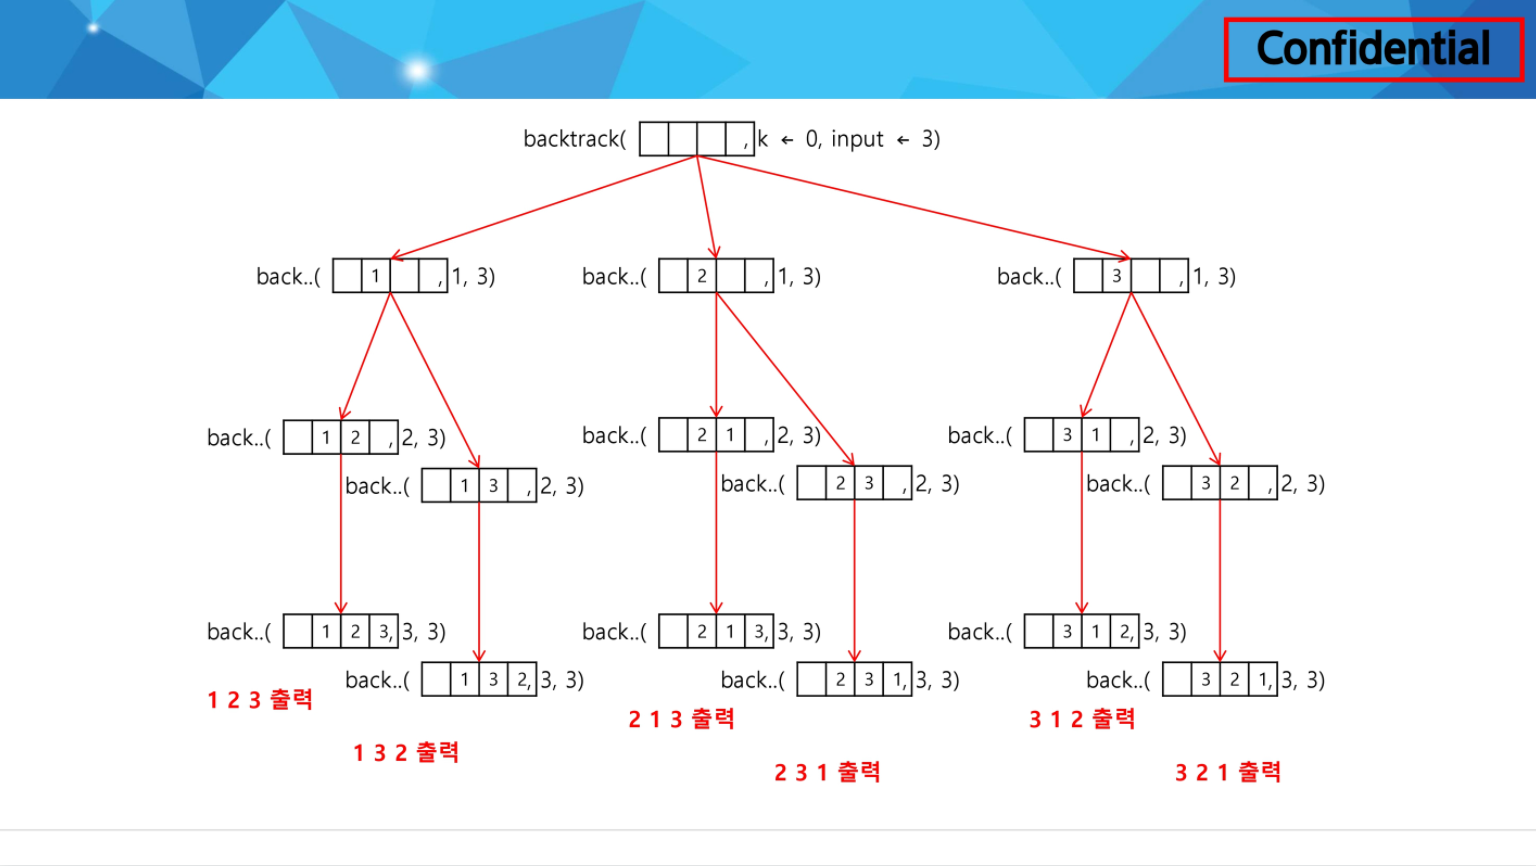 Confidential
backtrack( , k ← 0, input ← 3)
back..( 1 , 1, 3)
back..( 2 , 1, 3)
back..( 3 , 1, 3)
back..( 1 2 , 2, 3)
back..( 2 1 , 2, 3)
back..( 3 1 , 2, 3)
back..( 1 3 , 2, 3)
back..( 2 3 , 2, 3)
back..( 3 2 , 2, 3)
back..( 1 2 3, 3, 3)
back..( 2 1 3, 3, 3)
back..( 3 1 2, 3, 3)
back..( 1 3 2, 3, 3)
back..( 2 3 1, 3, 3)
back..( 3 2 1, 3, 3)
1 2 3 출력
2 1 3 출력
3 1 2 출력
1 3 2 출력
2 3 1 출력
3 2 1 출력